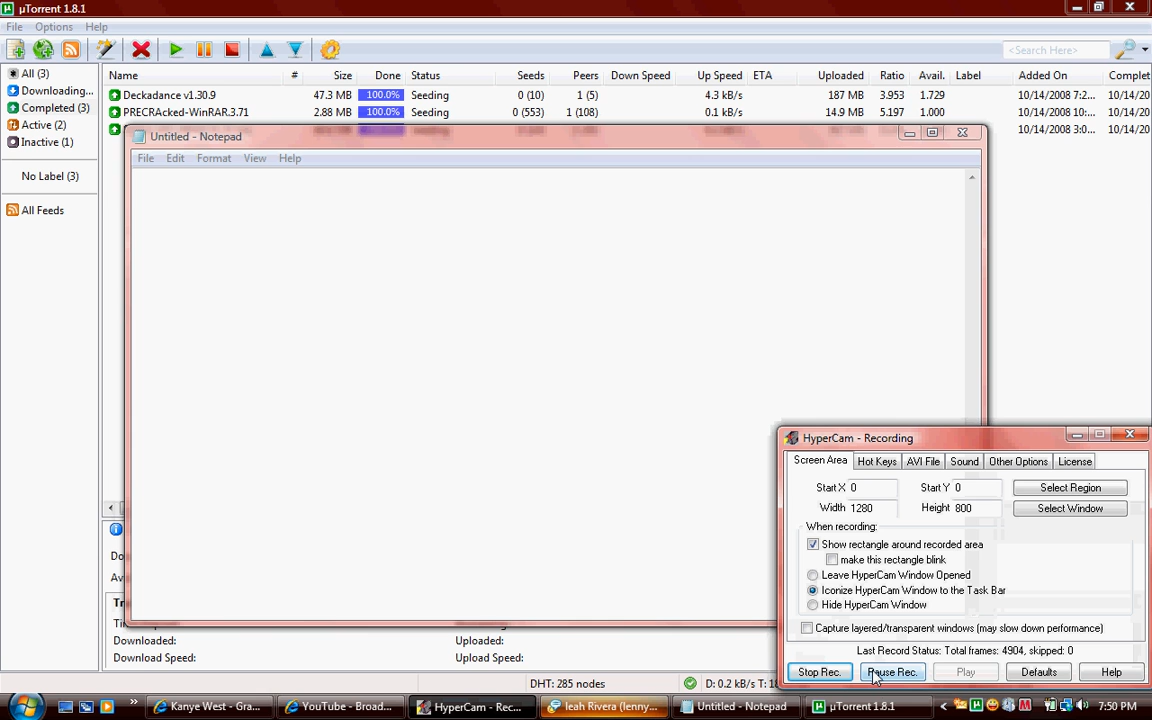 µTorrent 1.8.1
File Options Help
<Search Here>
All (3)
Downloading...
Completed (3)
Active (2)
Inactive (1)
No Label (3)
All Feeds
Name # Size Done Status Seeds Peers Down Speed Up Speed ETA Uploaded Ratio Avail. Label Added On Complet
Deckadance v1.30.9 47.3 MB 100.0% Seeding 0 (10) 1 (5) 4.3 kB/s 187 MB 3.953 1.729 10/14/2008 7:2... 10/14/20
PRECRAcked-WinRAR.3.71 2.88 MB 100.0% Seeding 0 (553) 1 (108) 0.1 kB/s 14.9 MB 5.197 1.000 10/14/2008 10:... 10/14/20
10/14/2008 3:0... 10/14/20
Untitled - Notepad
File Edit Format View Help
HyperCam - Recording
Screen Area Hot Keys AVI File Sound Other Options License
Start X 0 Start Y 0 Select Region
Width 1280 Height 800 Select Window
When recording:
Show rectangle around recorded area
make this rectangle blink
Leave HyperCam Window Opened
Iconize HyperCam Window to the Task Bar
Hide HyperCam Window
Capture layered/transparent windows (may slow down performance)
Last Record Status: Total frames: 4904, skipped: 0
Stop Rec. Pause Rec. Play Defaults Help
Do
Av
Tr
Tim
Downloaded: Uploaded:
Download Speed: Upload Speed:
DHT: 285 nodes D: 0.2 kB/s T: 18
Kanye West - Gra... YouTube - Broad... HyperCam - Rec... leah Rivera (lenny... Untitled - Notepad µTorrent 1.8.1 7:50 PM